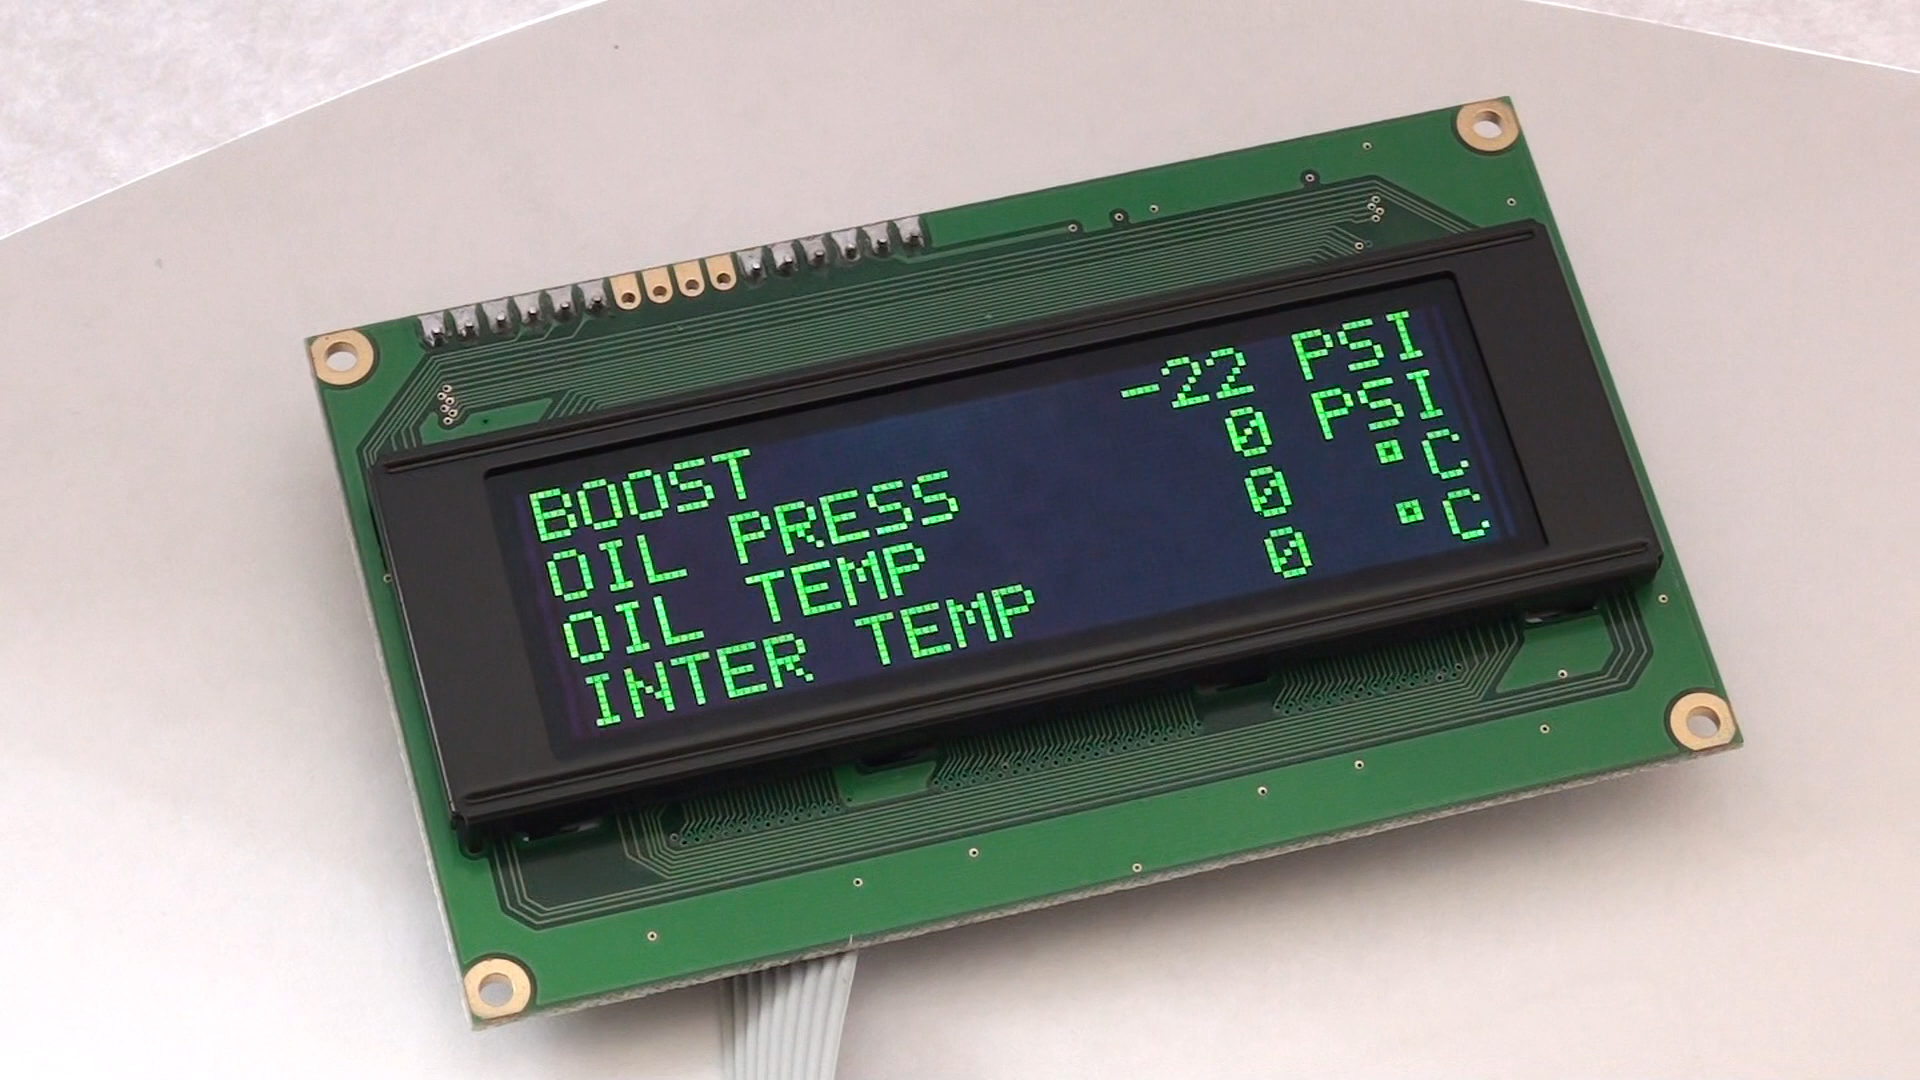 BOOST -22 PSI
OIL PRESS 0 PSI
OIL TEMP 0 °C
INTER TEMP 0 °C